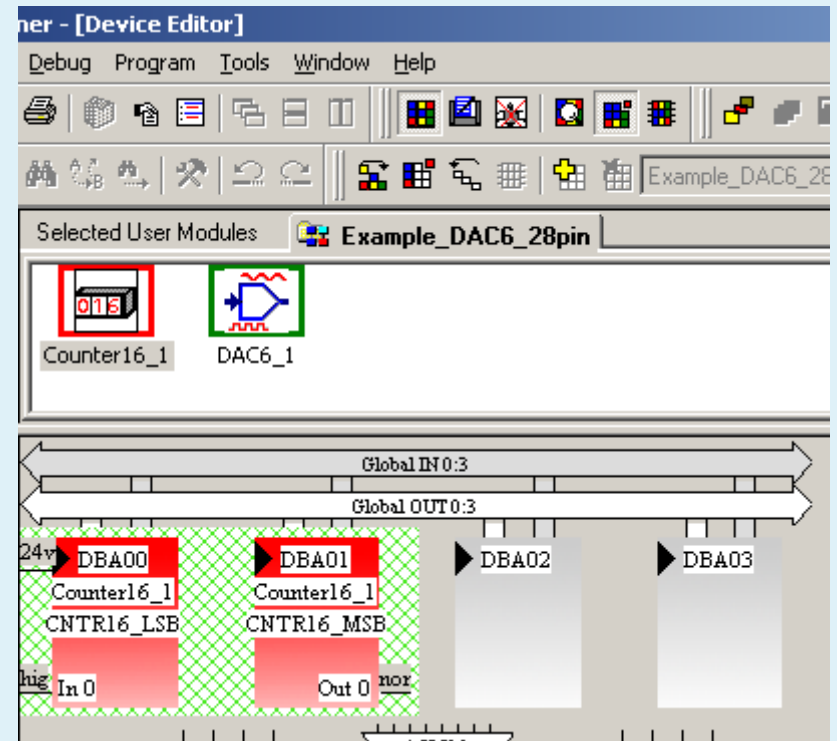 ner - [Device Editor]
Debug Program Tools Window Help
Example_DAC6_28
Selected User Modules Example_DAC6_28pin
016
Counter16_1 DAC6_1
Global IN 0:3
Global OUT 0:3
24v DBA00 DBA01 DBA02 DBA03
Counter16_1 Counter16_1
CNTR16_LSB CNTR16_MSB
hig In 0 Out 0 nor